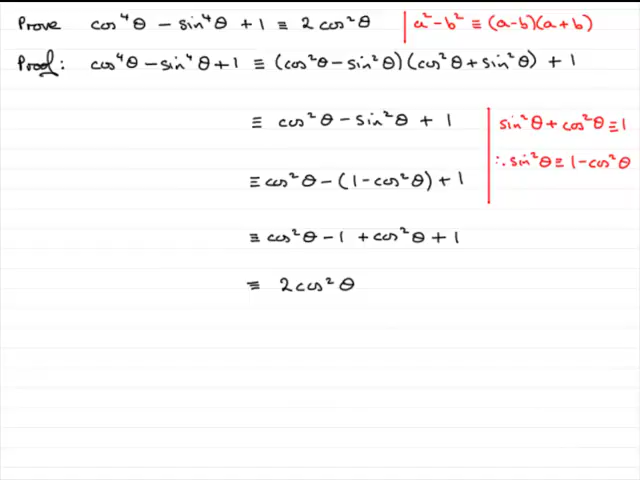 Prove cos⁴θ − sin⁴θ + 1 ≡ 2 cos²θ | a² − b² ≡ (a − b)(a + b)
Proof: cos⁴θ − sin⁴θ + 1 ≡ (cos²θ − sin²θ)(cos²θ + sin²θ) + 1
≡ cos²θ − sin²θ + 1 | sin²θ + cos²θ ≡ 1
∴ sin²θ ≡ 1 − cos²θ
≡ cos²θ − (1 − cos²θ) + 1
≡ cos²θ − 1 + cos²θ + 1
≡ 2cos²θ